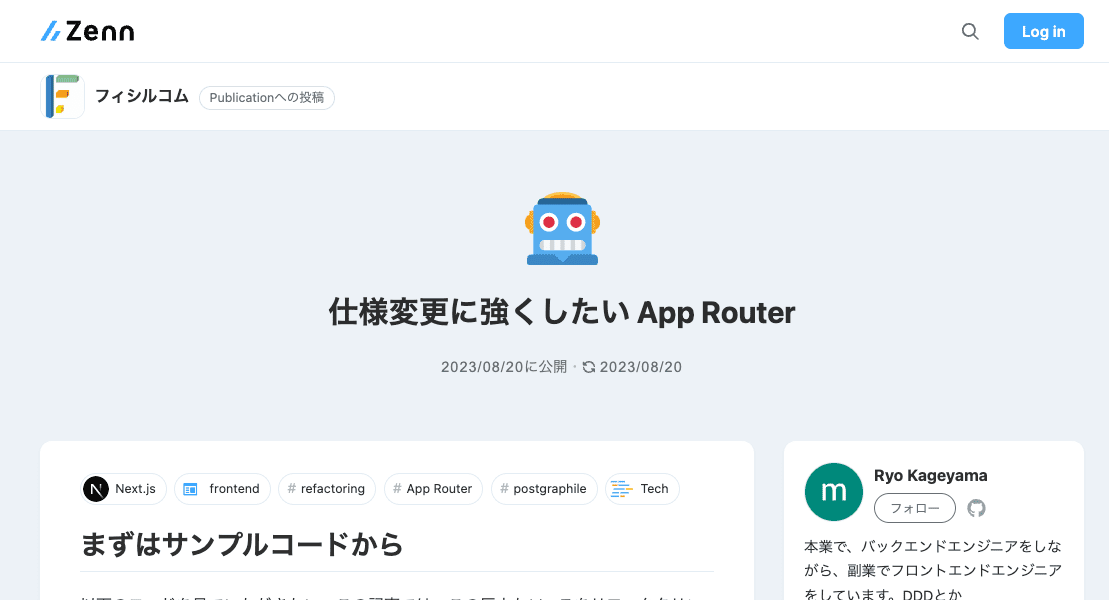 Zenn
Log in
フィシルコム
Publicationへの投稿
仕様変更に強くしたい App Router
2023/08/20に公開 · 2023/08/20
Next.js
frontend
# refactoring
# App Router
# postgraphile
Tech
まずはサンプルコードから
m
Ryo Kageyama
フォロー
本業で、バックエンドエンジニアをしな
がら、副業でフロントエンドエンジニア
をしています。DDDとか